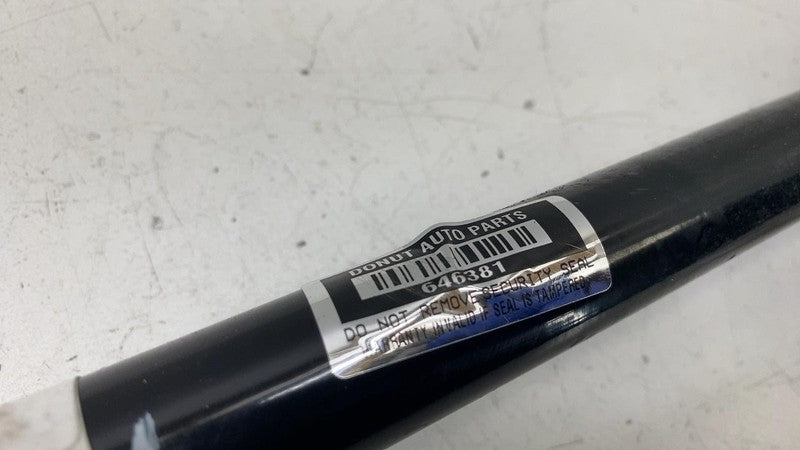 DONUT AUTO PARTS
646381
DO NOT REMOVE SECURITY SEAL
WARRANTY INVALID IF SEAL IS TAMPERED